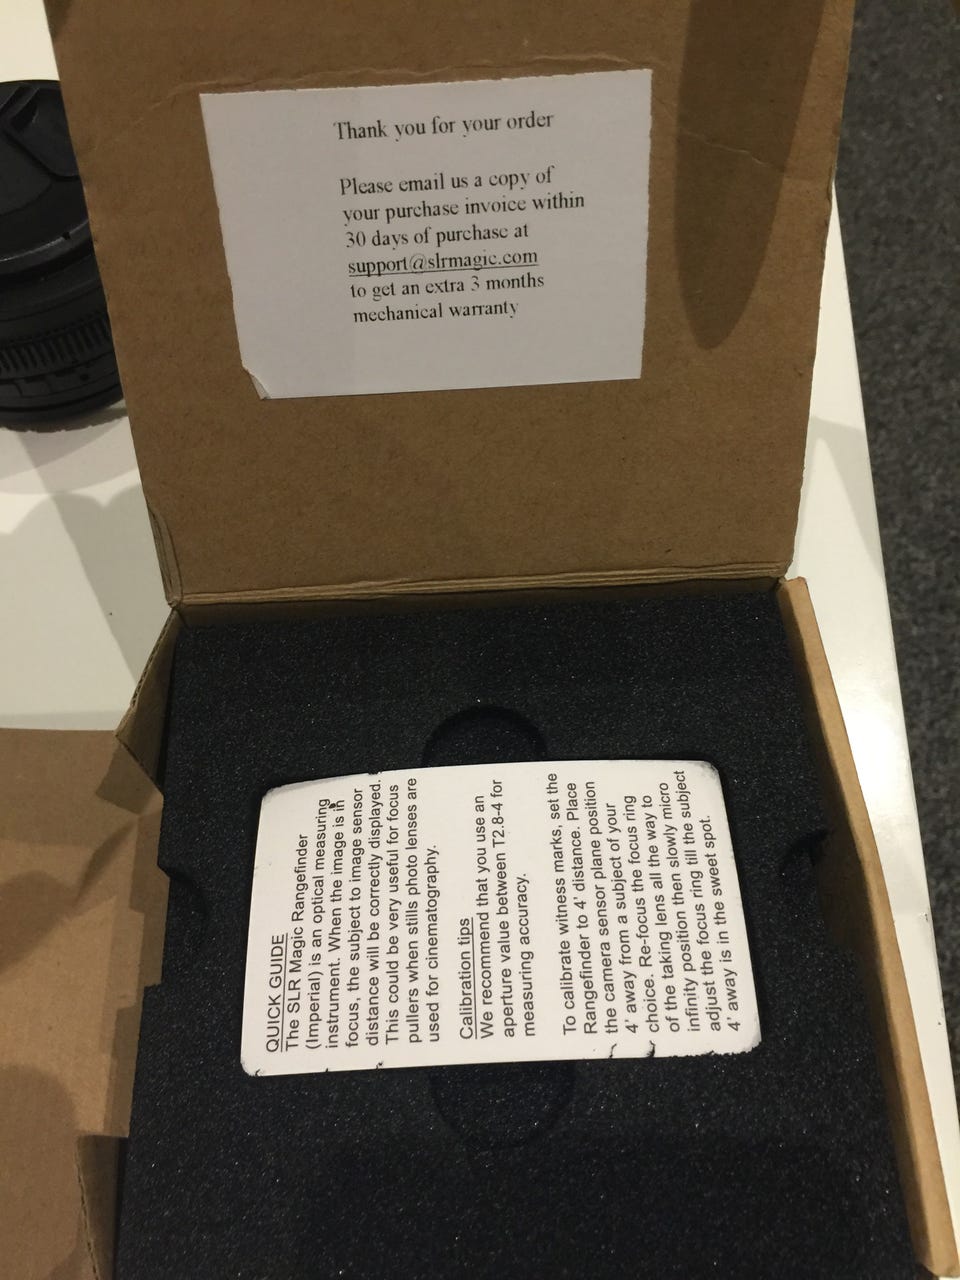 Thank you for your order
Please email us a copy of
your purchase invoice within
30 days of purchase at
support@slrmagic.com
to get an extra 3 months
mechanical warranty
QUICK GUIDE
The SLR Magic Rangefinder
(Imperial) is an optical measuring
instrument. When the image is in
focus, the subject to image sensor
distance will be correctly displayed.
This could be very useful for focus
pullers when stills photo lenses are
used for cinematography.
Calibration tips
We recommend that you use an
aperture value between T2.8-4 for
measuring accuracy.
To calibrate witness marks, set the
Rangefinder to 4' distance. Place
the camera sensor plane position
4' away from a subject of your
choice. Re-focus the focus ring
of the taking lens all the way to
infinity position then slowly micro
adjust the focus ring till the subject
4' away is in the sweet spot.